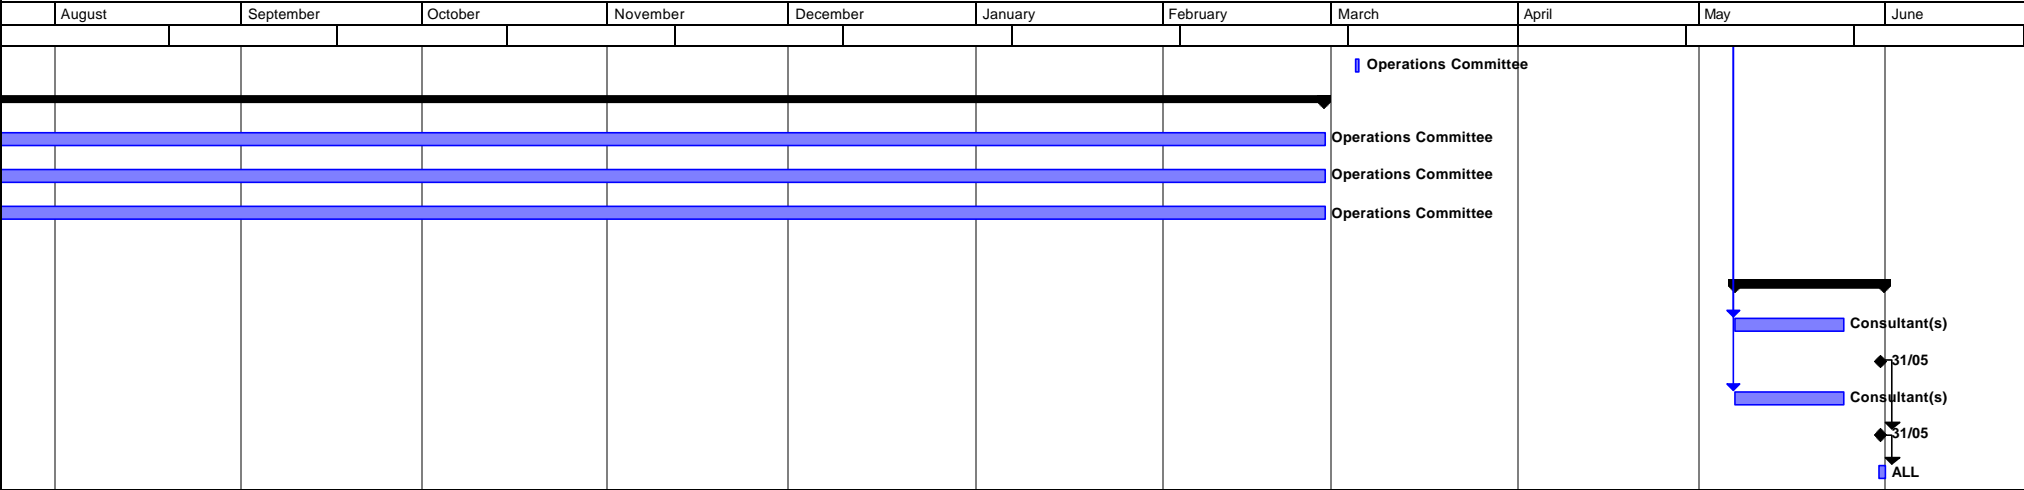 August September October November December January February March April May June
Operations Committee
Operations Committee
Operations Committee
Operations Committee
Consultant(s)
31/05
Consultant(s)
31/05
ALL